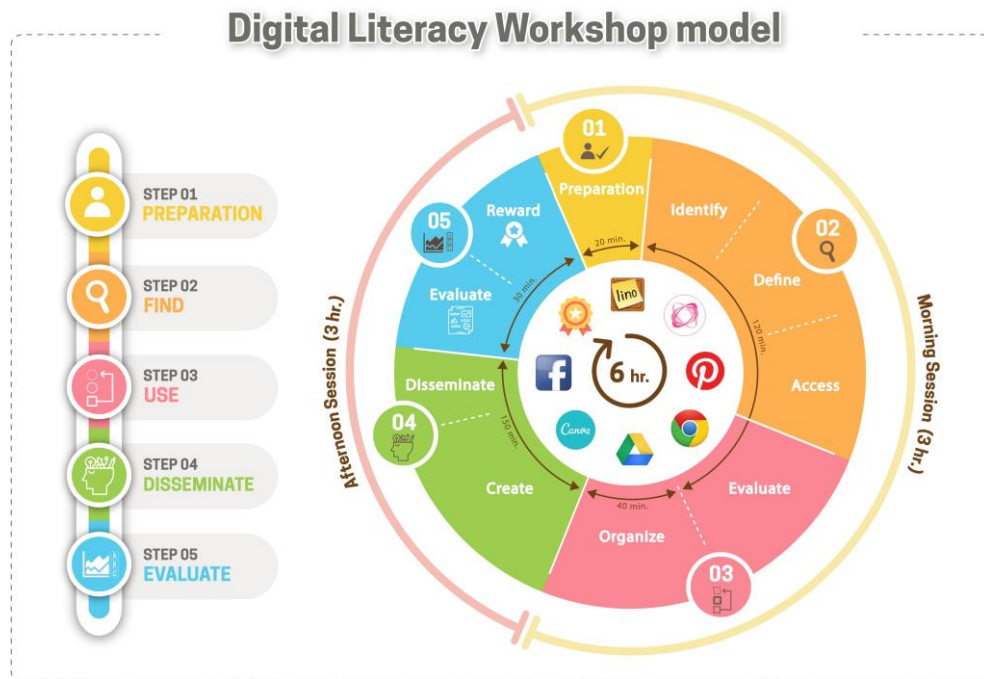 Digital Literacy Workshop model
STEP 01
PREPARATION
STEP 02
FIND
STEP 03
USE
STEP 04
DISSEMINATE
STEP 05
EVALUATE
Afternoon Session (3 hr.)
Morning Session (3 hr.)
01
Preparation
20 min.
02
Identify
Define
Access
120 min.
03
Evaluate
Organize
40 min.
04
Create
Disseminate
150 min.
05
Evaluate
Reward
30 min.
lino
Canva
6 hr.